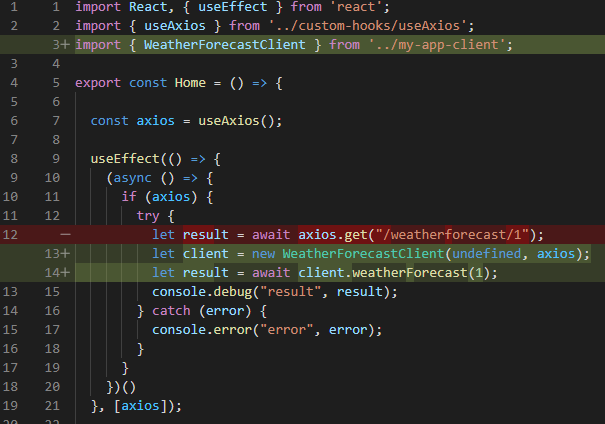 1 1 import React, { useEffect } from 'react';
2 2 import { useAxios } from '../custom-hooks/useAxios';
3+ import { WeatherForecastClient } from '../my-app-client';
3 4
4 5 export const Home = () => {
5 6
6 7 const axios = useAxios();
7 8
8 9 useEffect(() => {
9 10 (async () => {
10 11 if (axios) {
11 12 try {
12 — let result = await axios.get("/weatherforecast/1");
13+ let client = new WeatherForecastClient(undefined, axios);
14+ let result = await client.weatherForecast(1);
13 15 console.debug("result", result);
14 16 } catch (error) {
15 17 console.error("error", error);
16 18 }
17 19 }
18 20 })()
19 21 }, [axios]);